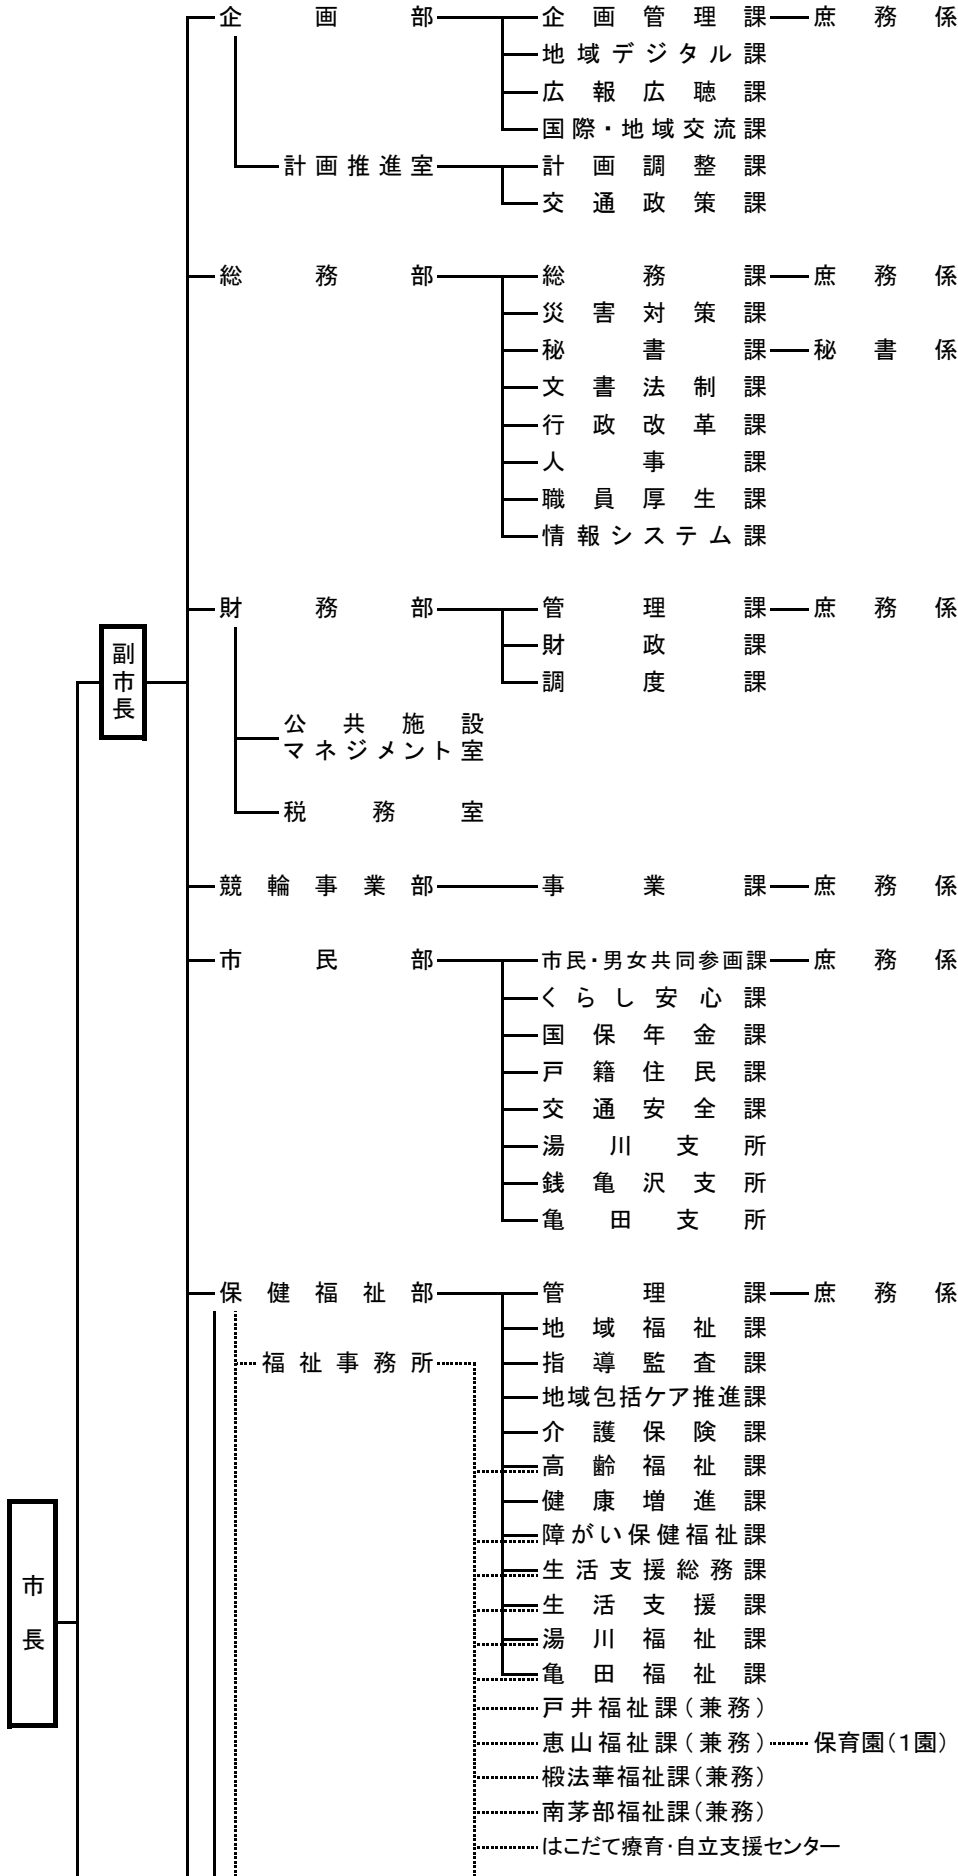 企画部 企画管理課 庶務係
地域デジタル課
広報広聴課
国際・地域交流課
計画推進室 計画調整課
交通政策課
総務部 総務課 庶務係
災害対策課
秘書課 秘書係
文書法制課
行政改革課
人事課
職員厚生課
情報システム課
財務部 管理課 庶務係
財政課
副市長
調度課
公共施設
マネジメント室
税務室
競輪事業部 事業課 庶務係
市民部 市民・男女共同参画課 庶務係
くらし安心課
国保年金課
戸籍住民課
交通安全課
湯川支所
銭亀沢支所
亀田支所
保健福祉部 管理課 庶務係
地域福祉課
福祉事務所 指導監査課
地域包括ケア推進課
介護保険課
高齢福祉課
健康増進課
障がい保健福祉課
生活支援総務課
市長
生活支援課
湯川福祉課
亀田福祉課
戸井福祉課(兼務)
恵山福祉課(兼務) 保育園(1園)
椴法華福祉課(兼務)
南茅部福祉課(兼務)
はこだて療育・自立支援センター